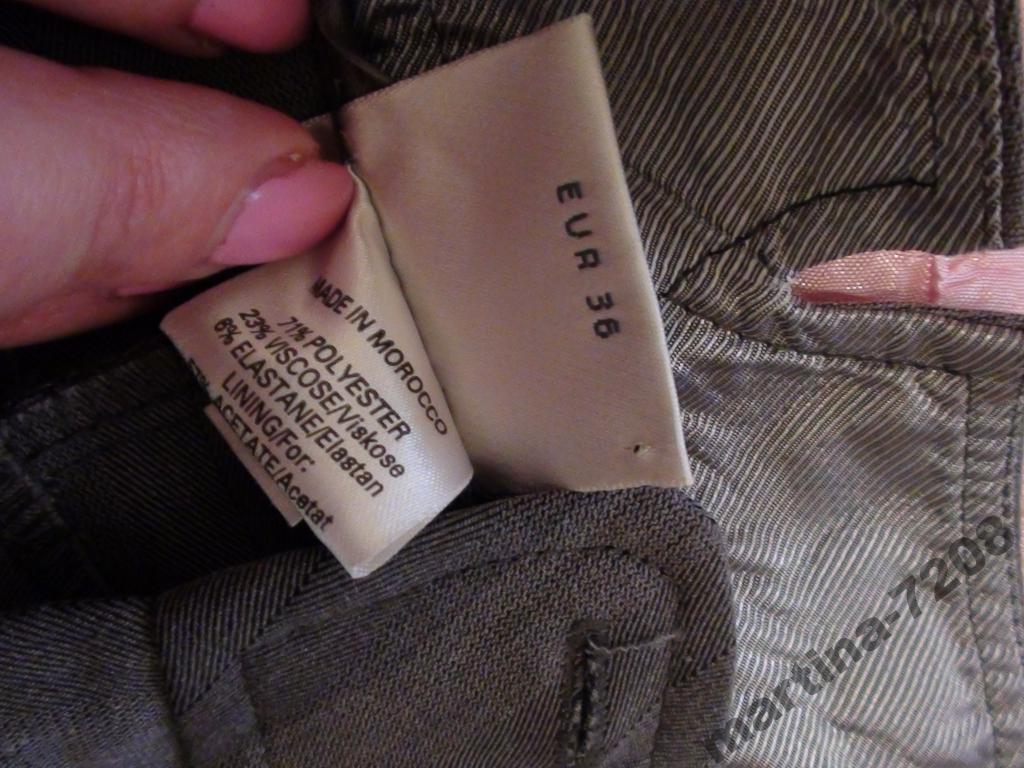 EUR 36
MADE IN MOROCCO
71% POLYESTER
23% VISCOSE/Viskose
6% ELASTANE/Elastan
LINING/For:
ACETATE/Acetat
martina-7208